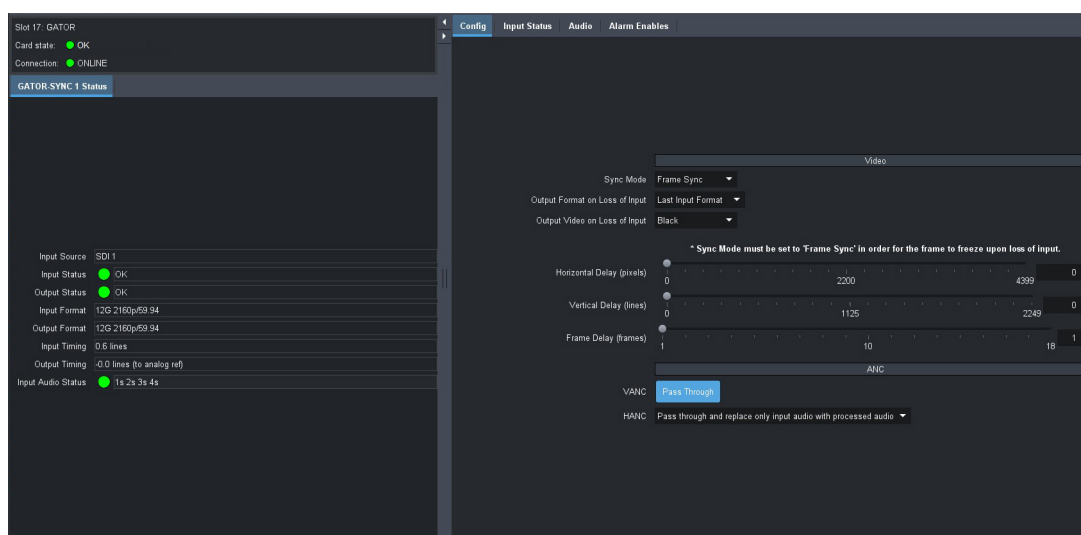 Slot 17: GATOR
Card state: OK
Connection: ONLINE
GATOR-SYNC 1 Status
Input Source SDI 1
Input Status OK
Output Status OK
Input Format 12G 2160p/59.94
Output Format 12G 2160p/59.94
Input Timing 0.6 lines
Output Timing -0.0 lines (to analog ref)
Input Audio Status 1s 2s 3s 4s
Config Input Status Audio Alarm Enables
Video
Sync Mode Frame Sync
Output Format on Loss of Input Last Input Format
Output Video on Loss of Input Black
* Sync Mode must be set to 'Frame Sync' in order for the frame to freeze upon loss of input.
Horizontal Delay (pixels) 0
0 2200 4399
Vertical Delay (lines) 0
0 1125 2249
Frame Delay (frames) 1
1 10 18
ANC
VANC Pass Through
HANC Pass through and replace only input audio with processed audio